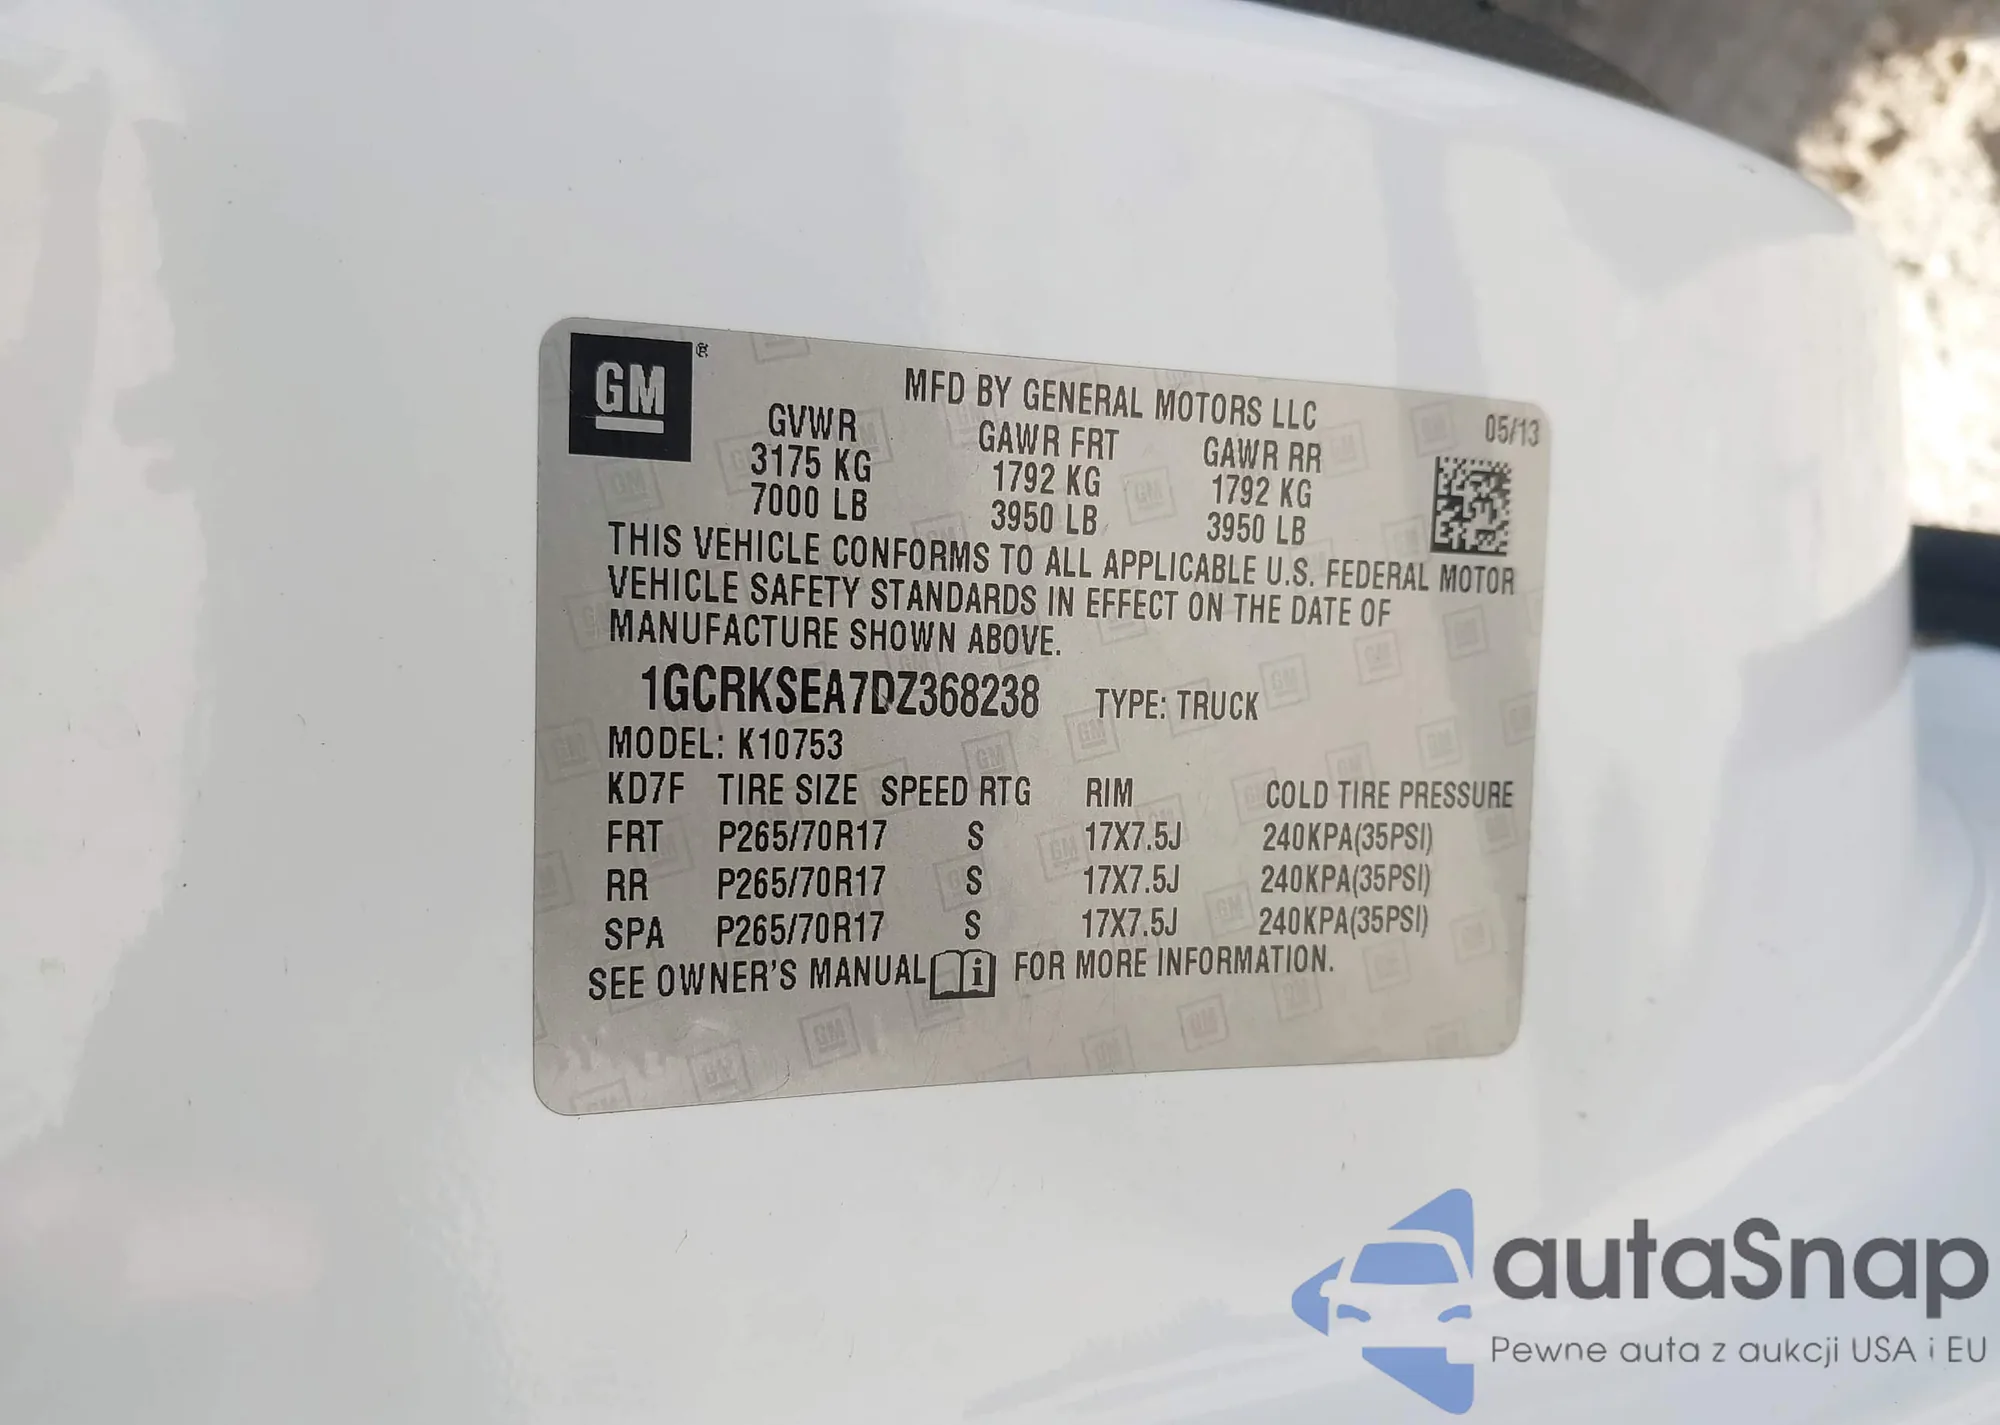 GM ®
MFD BY GENERAL MOTORS LLC 05/13
GVWR GAWR FRT GAWR RR
3175 KG 1792 KG 1792 KG
7000 LB 3950 LB 3950 LB
THIS VEHICLE CONFORMS TO ALL APPLICABLE U.S. FEDERAL MOTOR
VEHICLE SAFETY STANDARDS IN EFFECT ON THE DATE OF
MANUFACTURE SHOWN ABOVE.
1GCRKSEA7DZ368238 TYPE: TRUCK
MODEL: K10753
KD7F TIRE SIZE SPEED RTG RIM COLD TIRE PRESSURE
FRT P265/70R17 S 17X7.5J 240KPA(35PSI)
RR P265/70R17 S 17X7.5J 240KPA(35PSI)
SPA P265/70R17 S 17X7.5J 240KPA(35PSI)
SEE OWNER'S MANUAL i FOR MORE INFORMATION.
autaSnap
Pewne auta z aukcji USA i EU